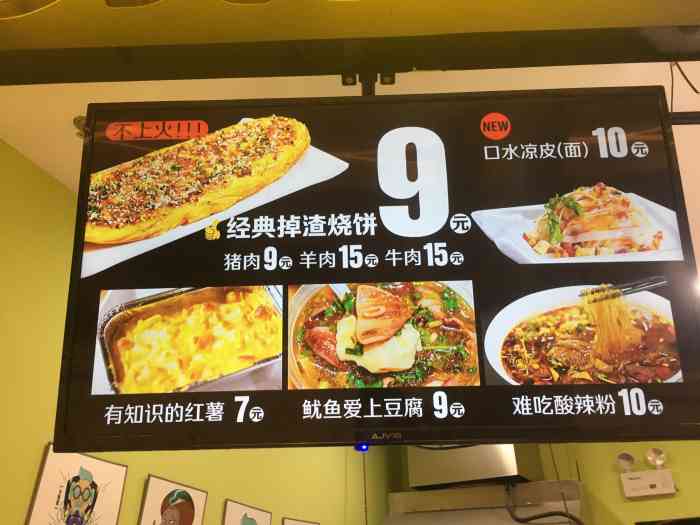 不上火!!!
经典掉渣烧饼 9元
猪肉9元 羊肉15元 牛肉15元
NEW
口水凉皮(面) 10元
有知识的红薯 7元
鱿鱼爱上豆腐 9元
难吃酸辣粉 10元